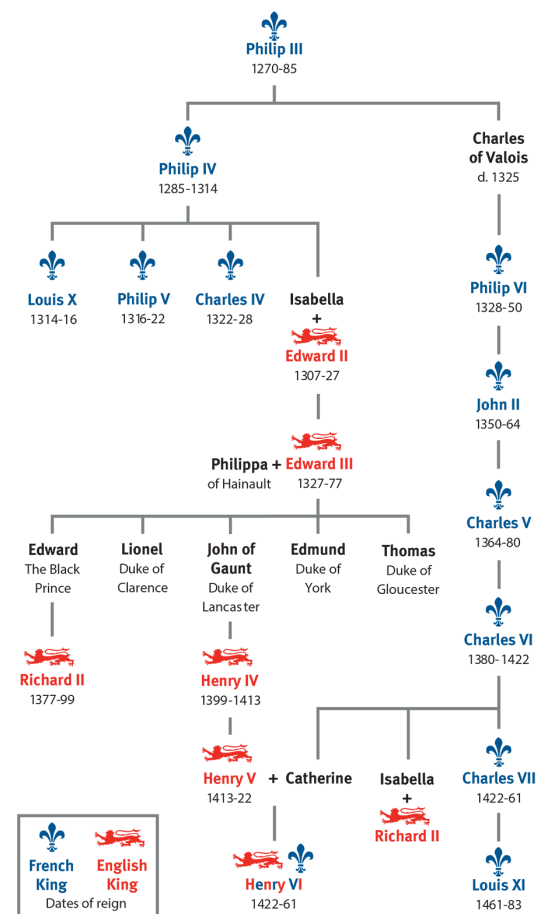 Philip III
1270-85
Charles
of Valois
d. 1325
Philip IV
1285-1314
Louis X
1314-16
Philip V
1316-22
Charles IV
1322-28
Isabella
+
Edward II
1307-27
Philip VI
1328-50
John II
1350-64
Philippa + Edward III
of Hainault 1327-77
Charles V
1364-80
Edward
The Black
Prince
Lionel
Duke of
Clarence
John of
Gaunt
Duke of
Lancaster
Edmund
Duke of
York
Thomas
Duke of
Gloucester
Charles VI
1380-1422
Richard II
1377-99
Henry IV
1399-1413
Henry V + Catherine
1413-22
Isabella
+
Richard II
Charles VII
1422-61
Henry VI
1422-61
Louis XI
1461-83
French
King
English
King
Dates of reign